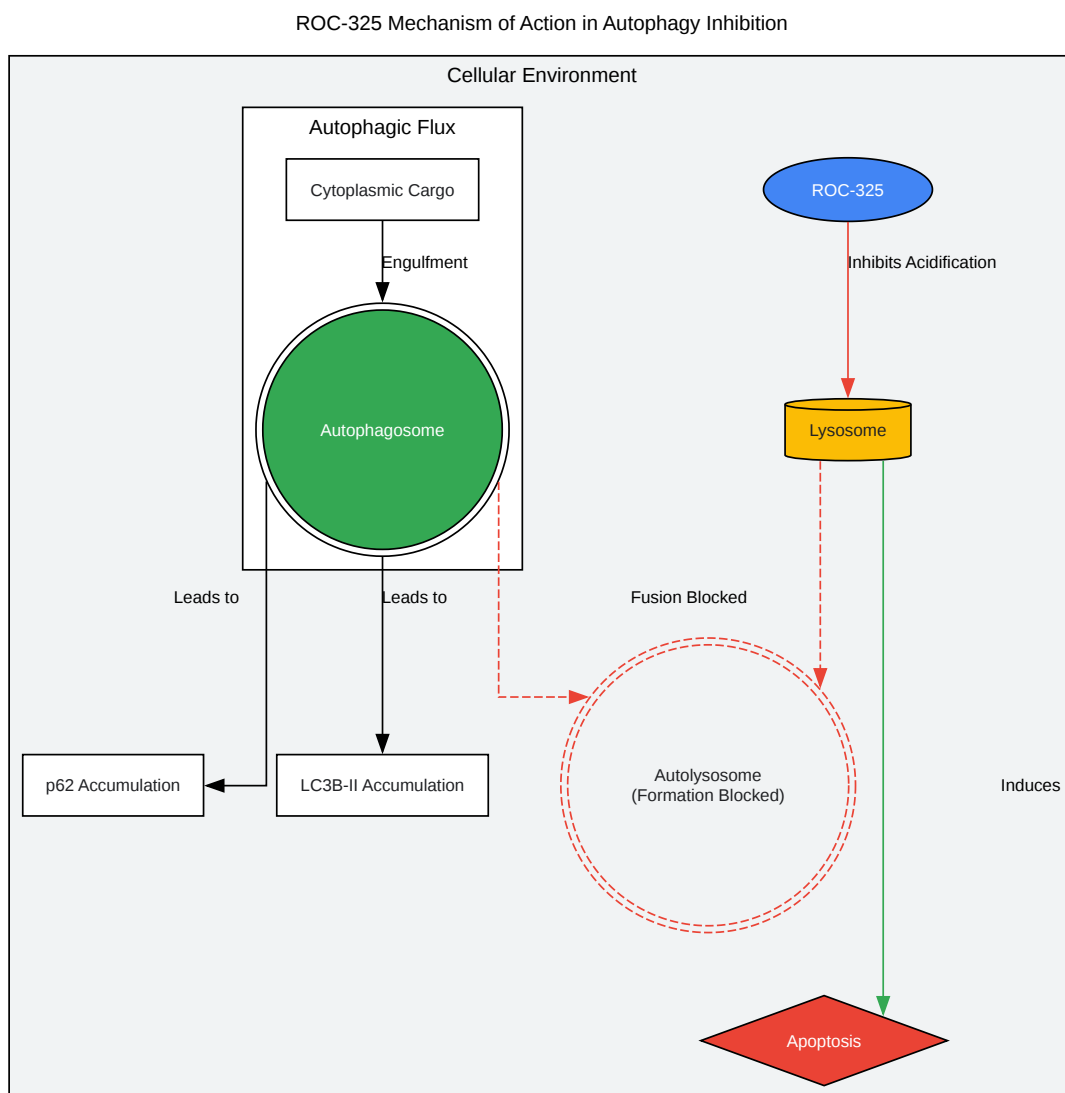 ROC-325 Mechanism of Action in Autophagy Inhibition
Cellular Environment
Autophagic Flux
Cytoplasmic Cargo
ROC-325
Engulfment
Inhibits Acidification
Autophagosome
Lysosome
Leads to
Leads to
Fusion Blocked
p62 Accumulation
LC3B-II Accumulation
Autolysosome
(Formation Blocked)
Induces
Apoptosis